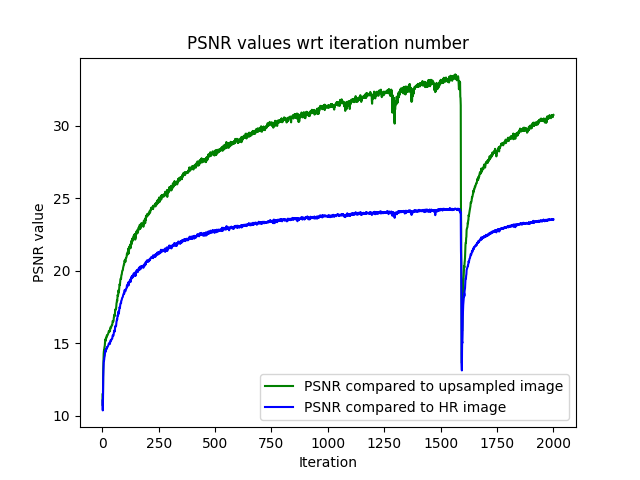 PSNR values wrt iteration number
PSNR value
30
25
20
15
10
PSNR compared to upsampled image
PSNR compared to HR image
0 250 500 750 1000 1250 1500 1750 2000
Iteration